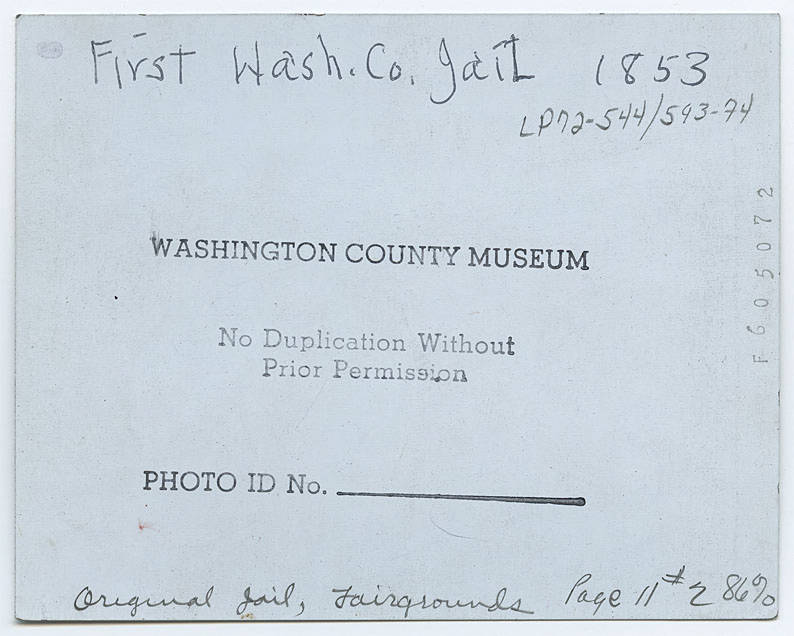 First Wash. Co. Jail 1853
LP72-544/593-74
F605072
WASHINGTON COUNTY MUSEUM
No Duplication Without
Prior Permission
PHOTO ID No.
Original Jail, Fairgrounds Page 11 #2 86%